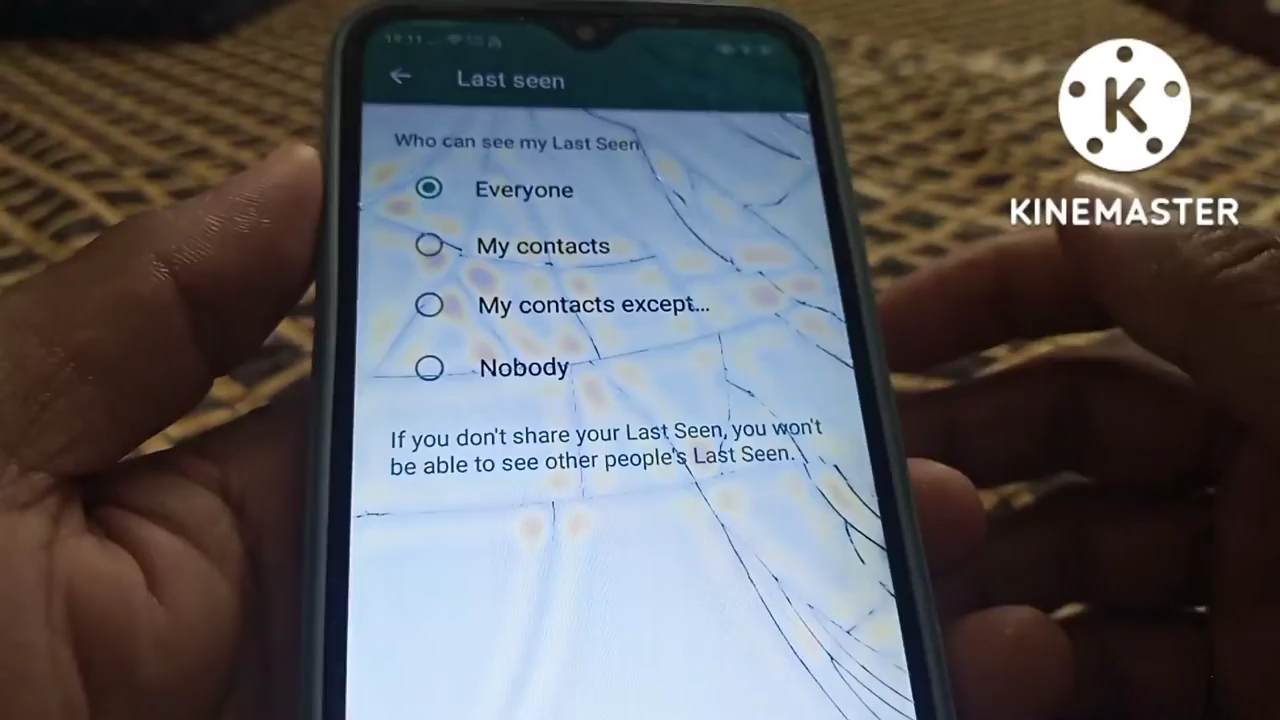 Last seen
Who can see my Last Seen
Everyone
My contacts
My contacts except...
Nobody
If you don't share your Last Seen, you won't
be able to see other people's Last Seen.
K
KINEMASTER